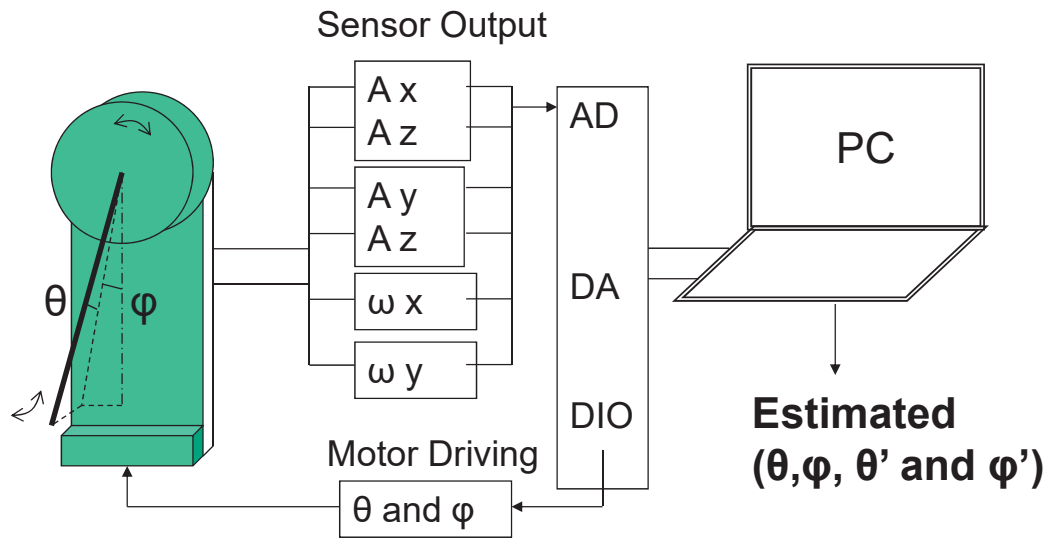 Sensor Output
A x
A z
A y
A z
ω x
ω y
AD
DA
DIO
PC
θ
φ
Motor Driving
θ and φ
Estimated
(θ,φ, θ’ and φ’)